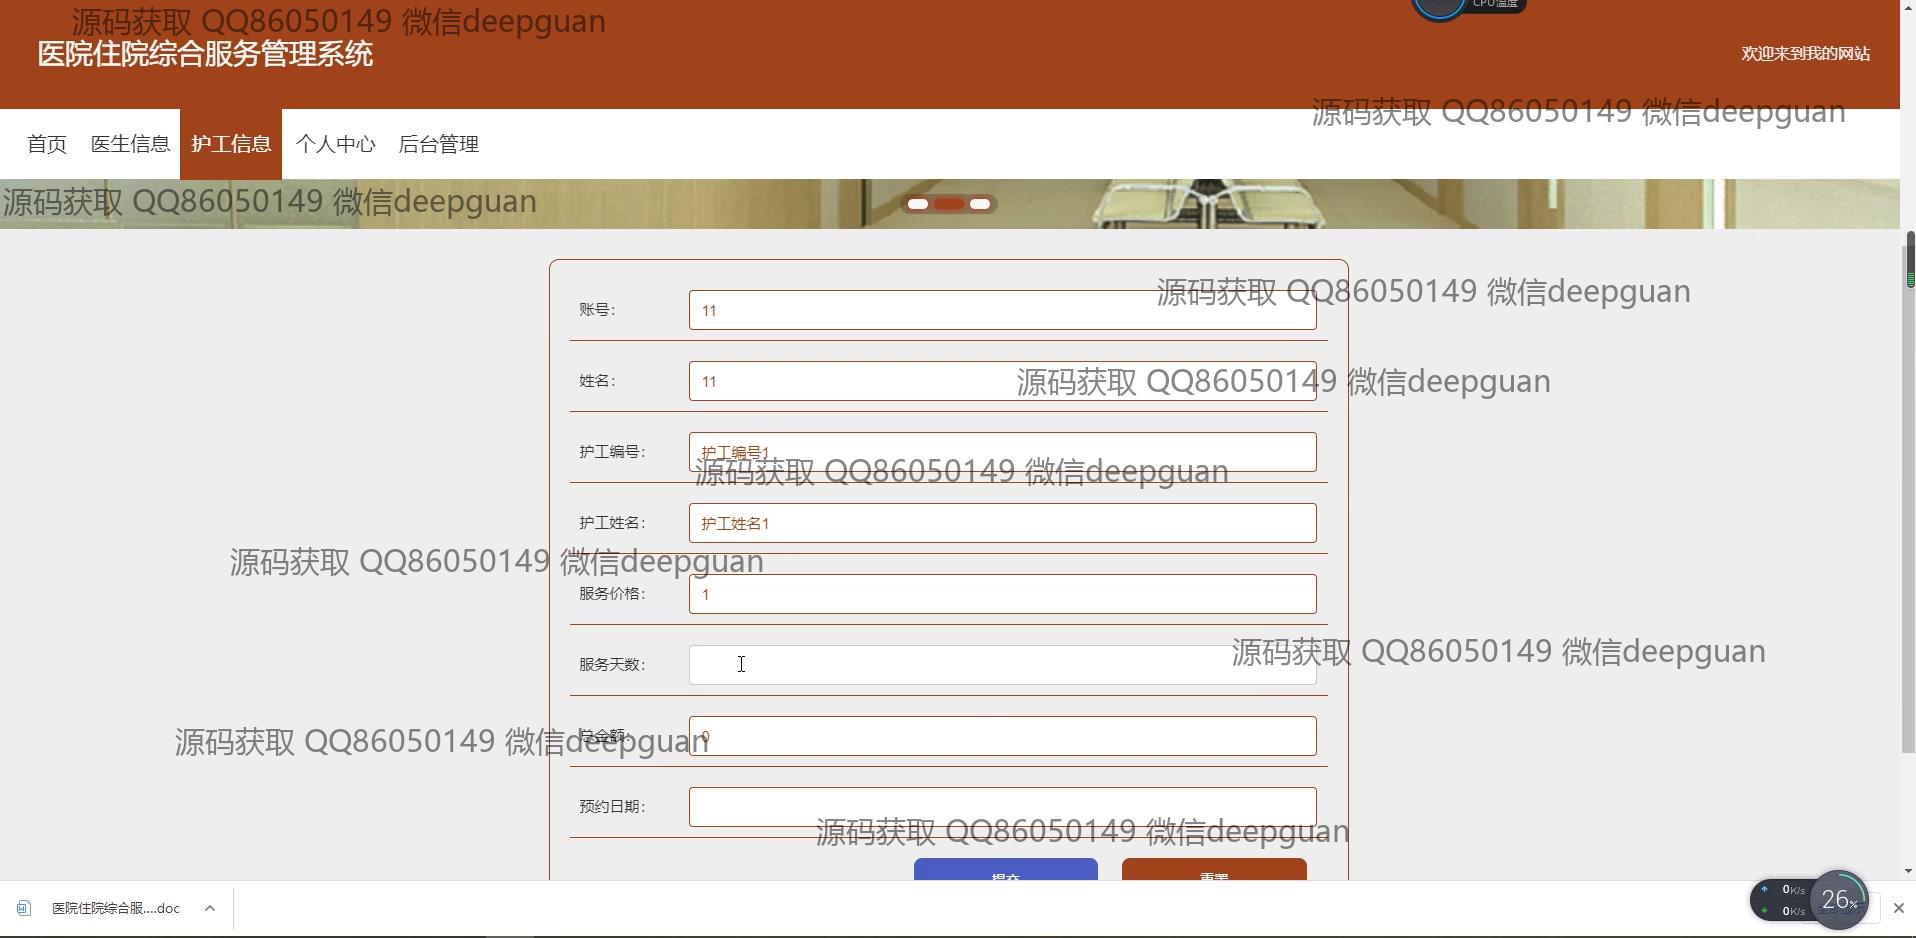 CPU温度
源码获取 QQ86050149 微信deepguan
医院住院综合服务管理系统
欢迎来到我的网站
源码获取 QQ86050149 微信deepguan
首页 医生信息 护工信息 个人中心 后台管理
源码获取 QQ86050149 微信deepguan
源码获取 QQ86050149 微信deepguan
账号： 11
姓名： 11
源码获取 QQ86050149 微信deepguan
护工编号： 护工编号1
源码获取 QQ86050149 微信deepguan
护工姓名： 护工姓名1
源码获取 QQ86050149 微信deepguan
服务价格： 1
源码获取 QQ86050149 微信deepguan
服务天数：
总金额： 0
源码获取 QQ86050149 微信deepguan
预约日期：
源码获取 QQ86050149 微信deepguan
提交 重置
医院住院综合服....doc
0K/s
0K/s
26%